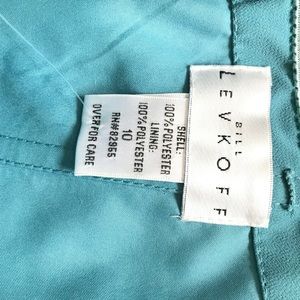 BILL
LEVKOFF
SHELL:
100%POLYESTER
LINING:
100%POLYESTER
10
RN#82955
OVER FOR CARE